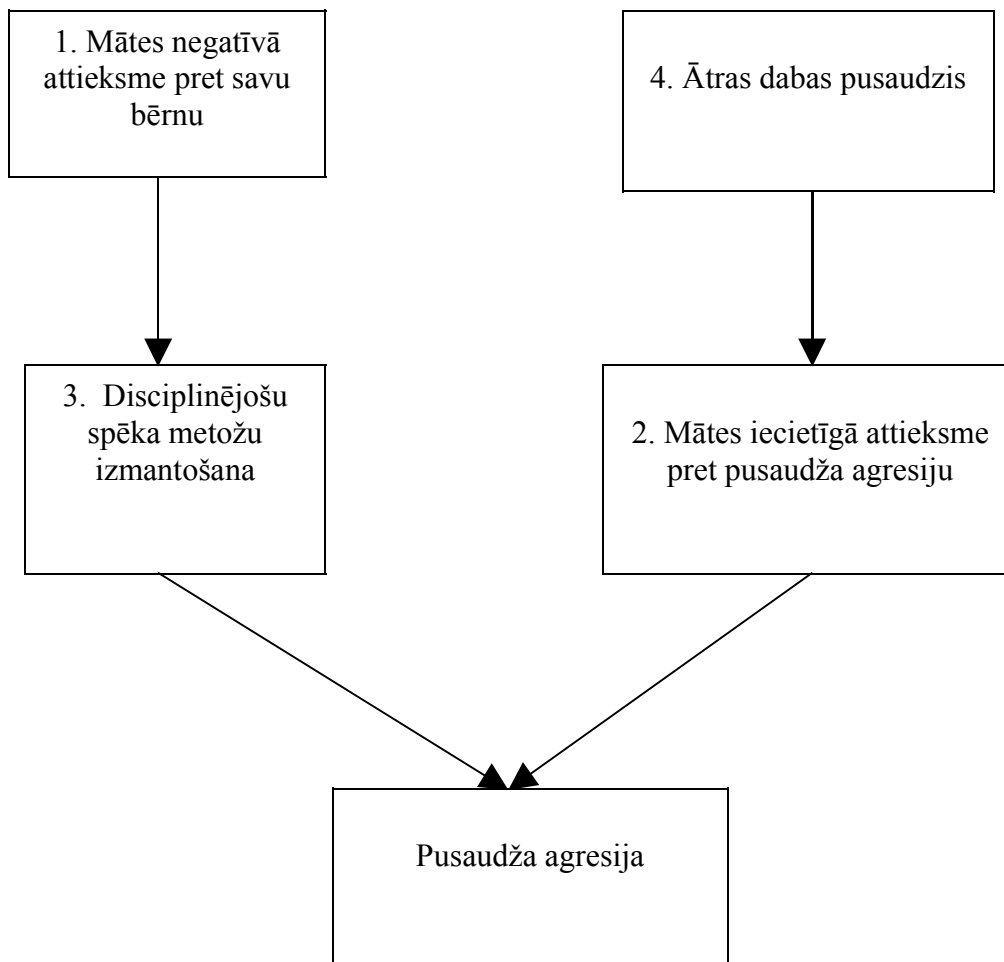 1. Mātes negatīvā
attieksme pret savu
bērnu
4. Ātras dabas pusaudzis
3. Disciplinējošu
spēka metožu
izmantošana
2. Mātes iecietīgā attieksme
pret pusaudža agresiju
Pusaudža agresija